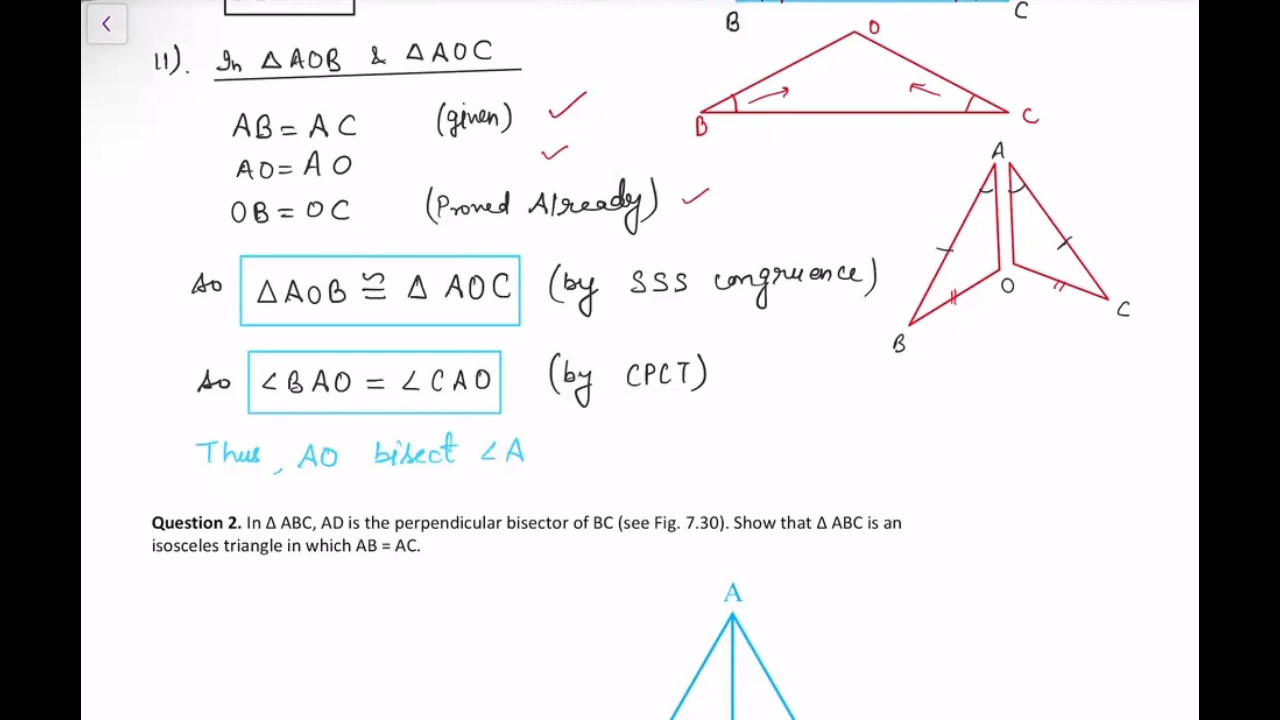 B
C
O
B
C
11). In △AOB & △AOC
AB = AC (given)
AO = AO
OB = OC (Proved Already)
So △AOB ≅ △AOC (by SSS congruence)
A
O
B
C
So ∠BAO = ∠CAO (by CPCT)
Thus, AO bisect ∠A
Question 2. In Δ ABC, AD is the perpendicular bisector of BC (see Fig. 7.30). Show that Δ ABC is an
isosceles triangle in which AB = AC.
A